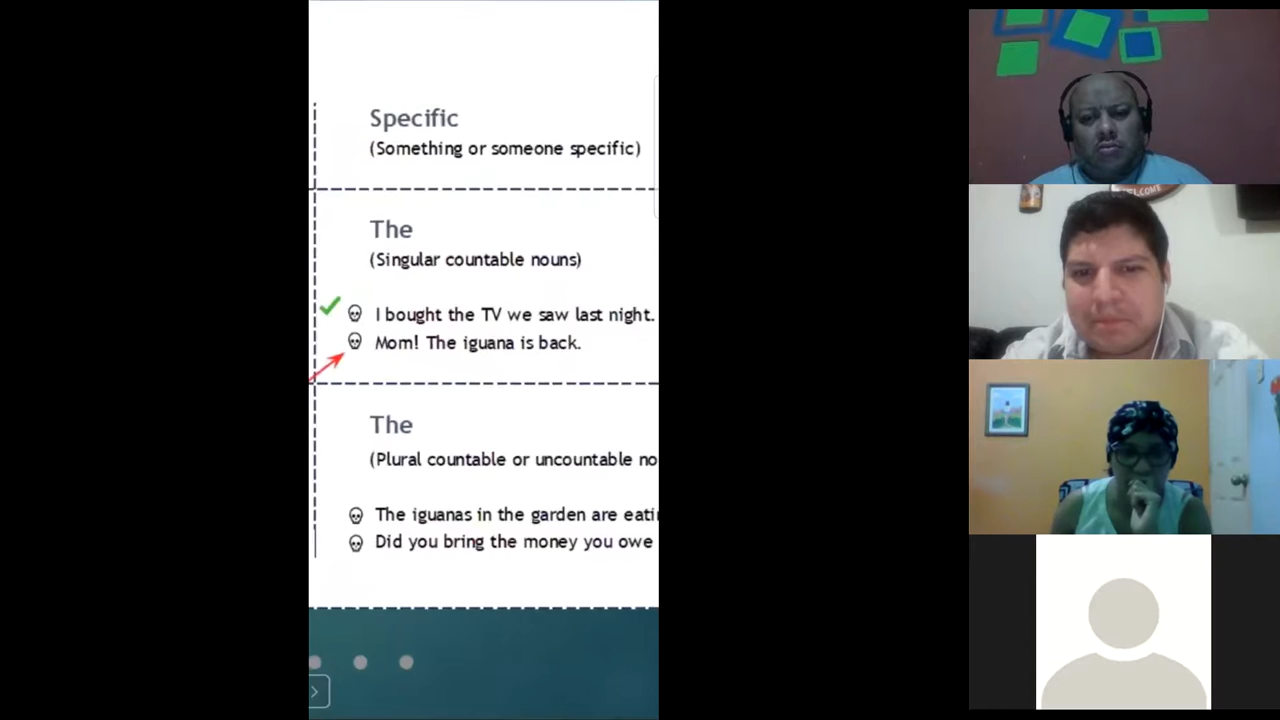 Specific
(Something or someone specific)
The
(Singular countable nouns)
I bought the TV we saw last night.
Mom! The iguana is back.
The
(Plural countable or uncountable no
The iguanas in the garden are eati
Did you bring the money you owe